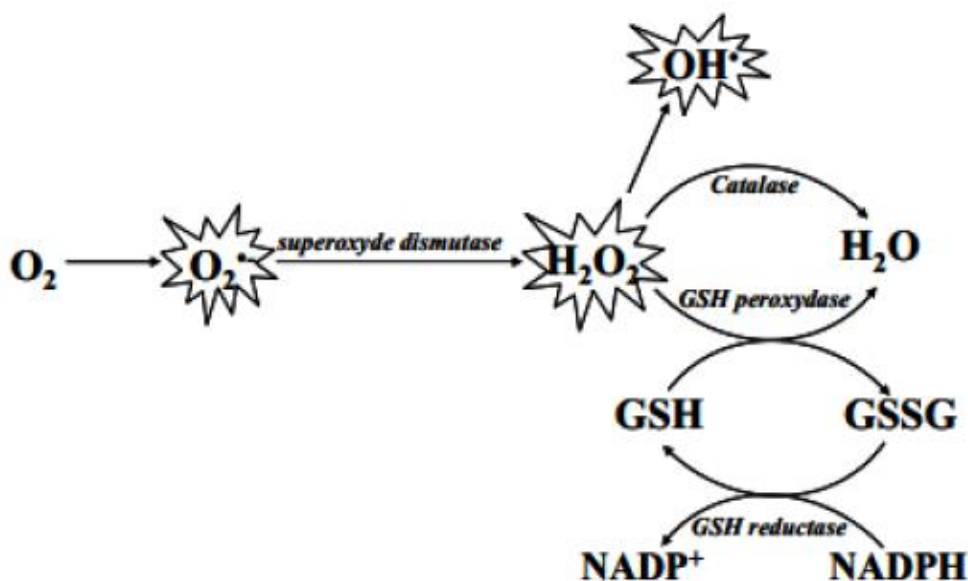 OH•
Catalase
superoxyde dismutase
O₂
O₂•-
H₂O₂
H₂O
GSH peroxydase
GSH
GSSG
GSH reductase
NADP⁺
NADPH